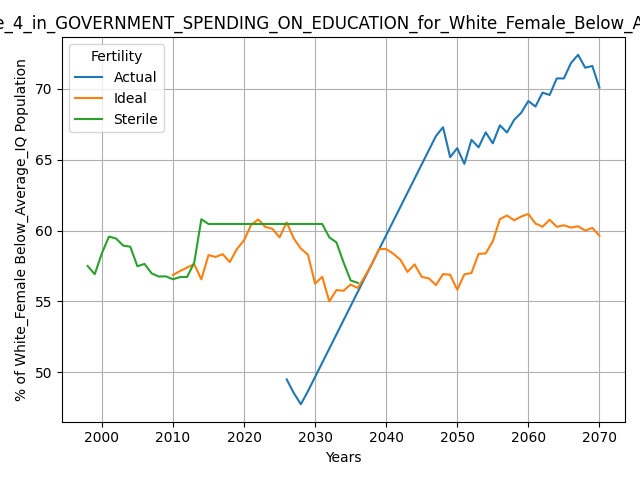 e_4_in_GOVERNMENT_SPENDING_ON_EDUCATION_for_White_Female_Below_A
Fertility
Actual
Ideal
Sterile
% of White_Female Below_Average_IQ Population
70
65
60
55
50
2000 2010 2020 2030 2040 2050 2060 2070
Years